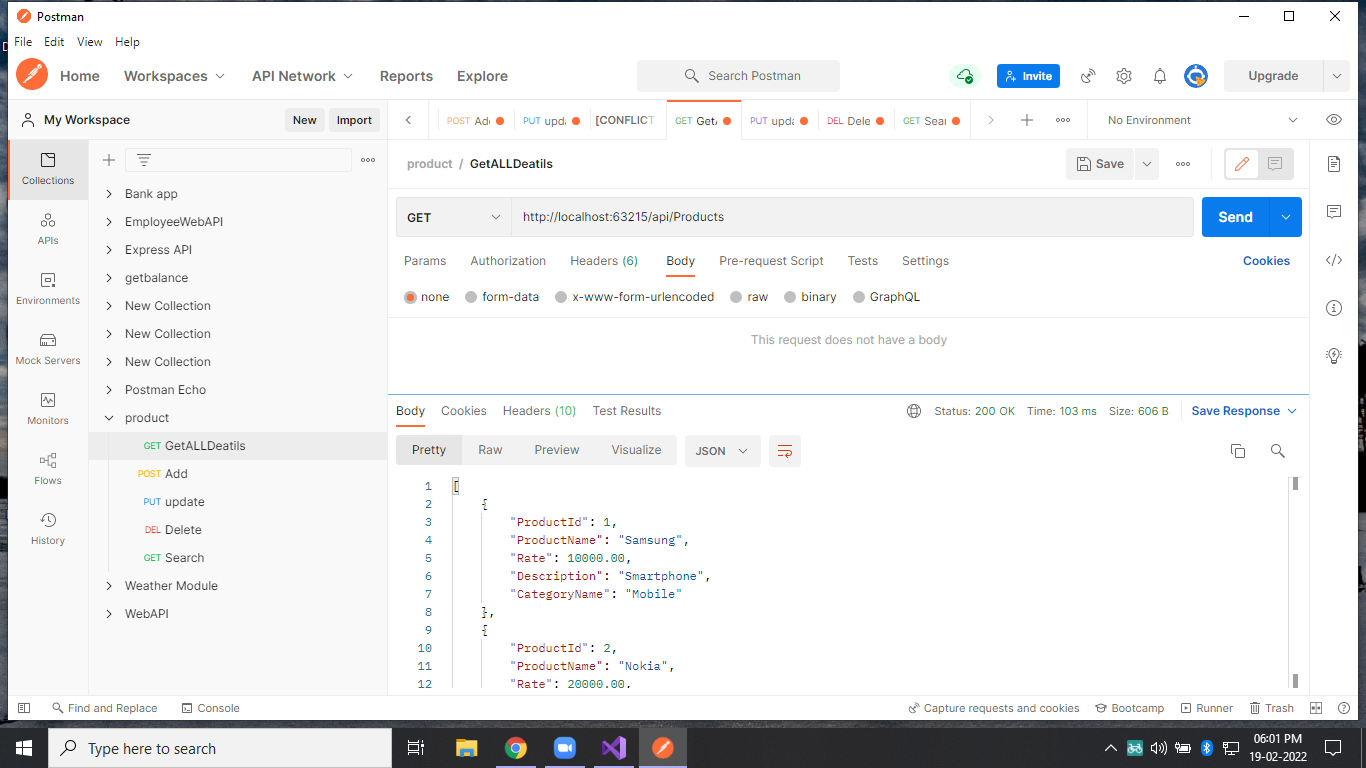 Postman
File Edit View Help
Home Workspaces API Network Reports Explore Search Postman Invite Upgrade
My Workspace New Import POST Ad PUT upda [CONFLICT GET Get PUT upda DEL Dele GET Sear No Environment
product / GetALLDeatils Save
Collections
APIs
Environments
Mock Servers
Monitors
Flows
History
Bank app
EmployeeWebAPI
Express API
getbalance
New Collection
New Collection
New Collection
Postman Echo
product
GET GetALLDeatils
POST Add
PUT update
DEL Delete
GET Search
Weather Module
WebAPI
GET http://localhost:63215/api/Products Send
Params Authorization Headers (6) Body Pre-request Script Tests Settings Cookies
none form-data x-www-form-urlencoded raw binary GraphQL
This request does not have a body
Body Cookies Headers (10) Test Results Status: 200 OK Time: 103 ms Size: 606 B Save Response
Pretty Raw Preview Visualize JSON
1 [
2 {
3 "ProductId": 1,
4 "ProductName": "Samsung",
5 "Rate": 10000.00,
6 "Description": "Smartphone",
7 "CategoryName": "Mobile"
8 },
9 {
10 "ProductId": 2,
11 "ProductName": "Nokia",
12 "Rate": 20000.00,
Find and Replace Console Capture requests and cookies Bootcamp Runner Trash
Type here to search
06:01 PM
19-02-2022